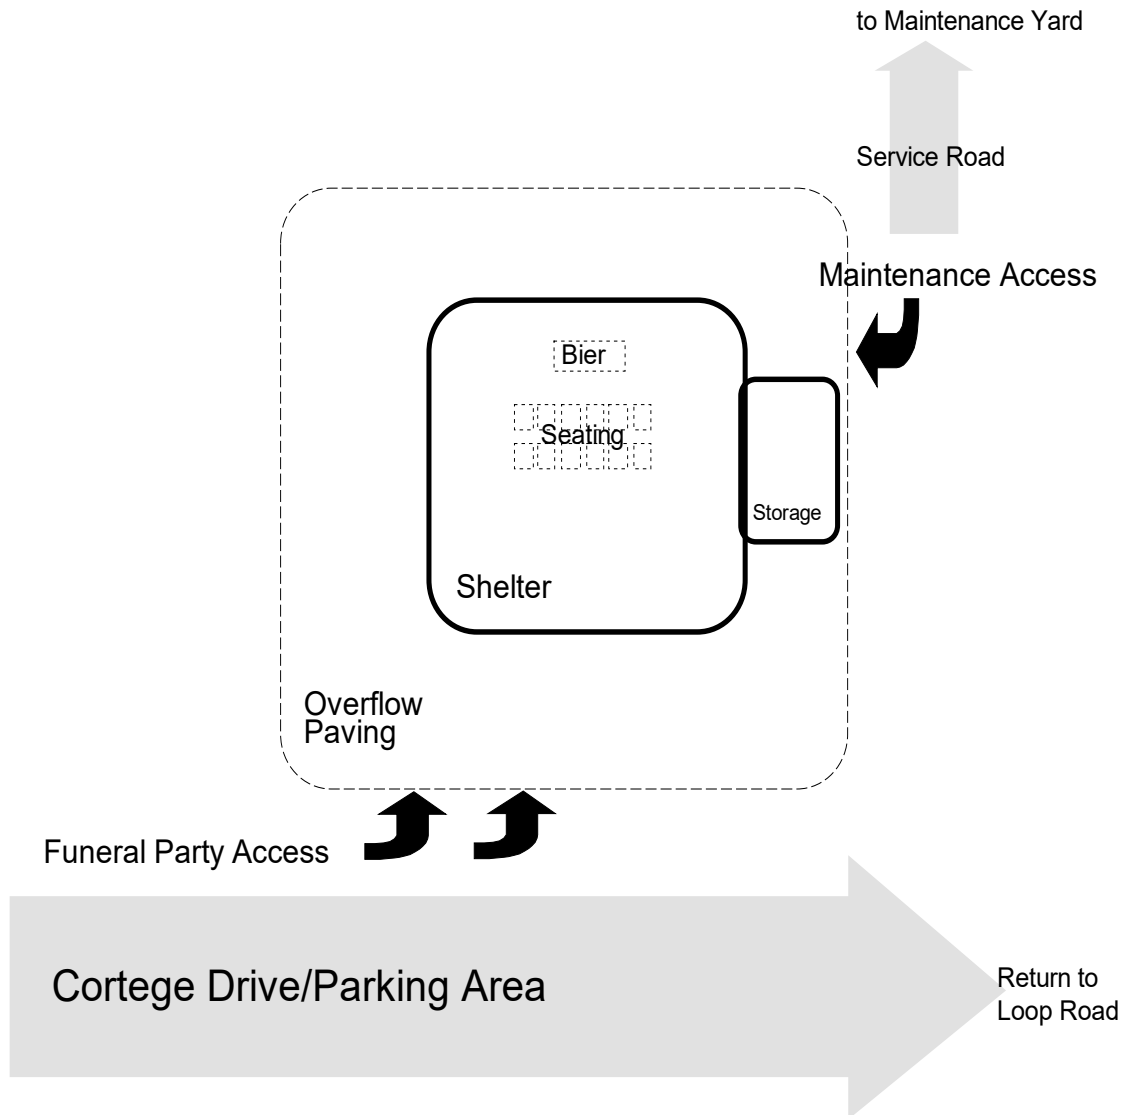 to Maintenance Yard
Service Road
Maintenance Access
Bier
Seating
Storage
Shelter
Overflow
Paving
Funeral Party Access
Cortege Drive/Parking Area
Return to
Loop Road